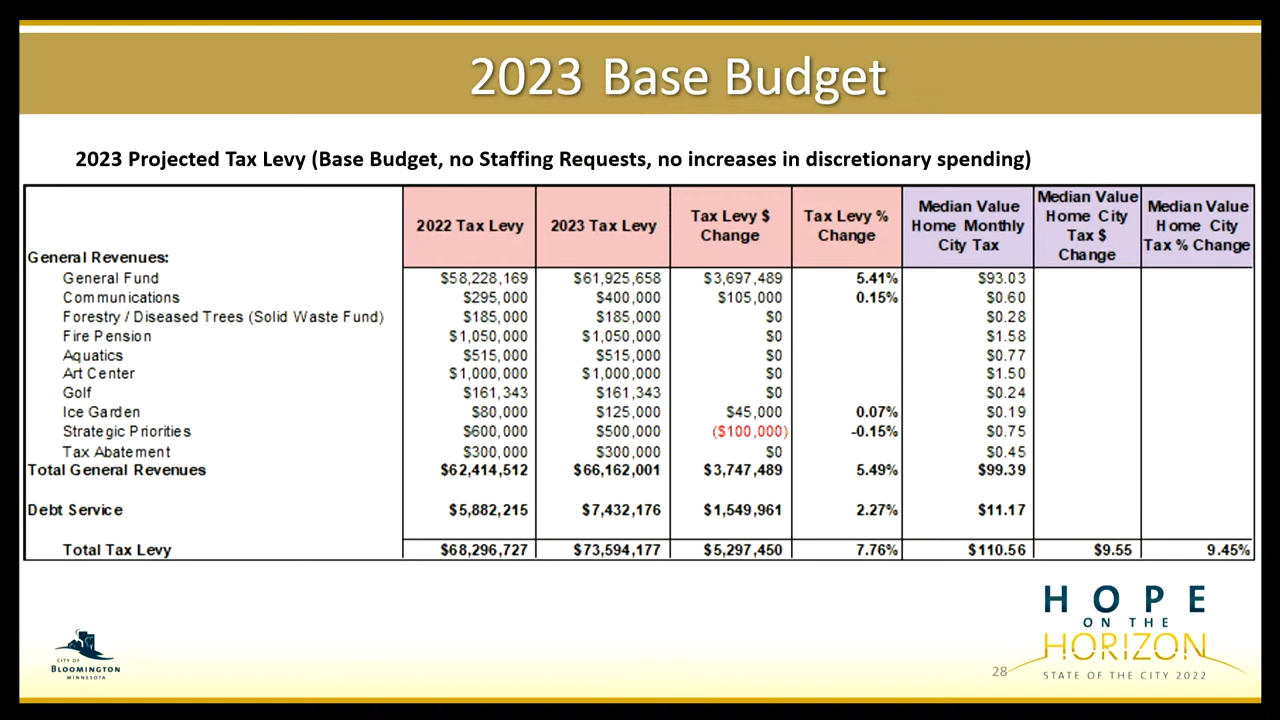 2023 Base Budget
2023 Projected Tax Levy (Base Budget, no Staffing Requests, no increases in discretionary spending)
2022 Tax Levy 2023 Tax Levy Tax Levy $ Change Tax Levy % Change Median Value Home Monthly City Tax Median Value Home City Tax $ Change Median Value Home City Tax % Change
General Revenues:
General Fund $58,228,169 $61,925,658 $3,697,489 5.41% $93.03
Communications $295,000 $400,000 $105,000 0.15% $0.60
Forestry / Diseased Trees (Solid Waste Fund) $185,000 $185,000 $0 $0.28
Fire Pension $1,050,000 $1,050,000 $0 $1.58
Aquatics $515,000 $515,000 $0 $0.77
Art Center $1,000,000 $1,000,000 $0 $1.50
Golf $161,343 $161,343 $0 $0.24
Ice Garden $80,000 $125,000 $45,000 0.07% $0.19
Strategic Priorities $600,000 $500,000 ($100,000) -0.15% $0.75
Tax Abatement $300,000 $300,000 $0 $0.45
Total General Revenues $62,414,512 $66,162,001 $3,747,489 5.49% $99.39
Debt Service $5,882,215 $7,432,176 $1,549,961 2.27% $11.17
Total Tax Levy $68,296,727 $73,594,177 $5,297,450 7.76% $110.56 $9.55 9.45%
CITY OF
BLOOMINGTON
MINNESOTA
28
HOPE
ON THE
HORIZON
STATE OF THE CITY 2022